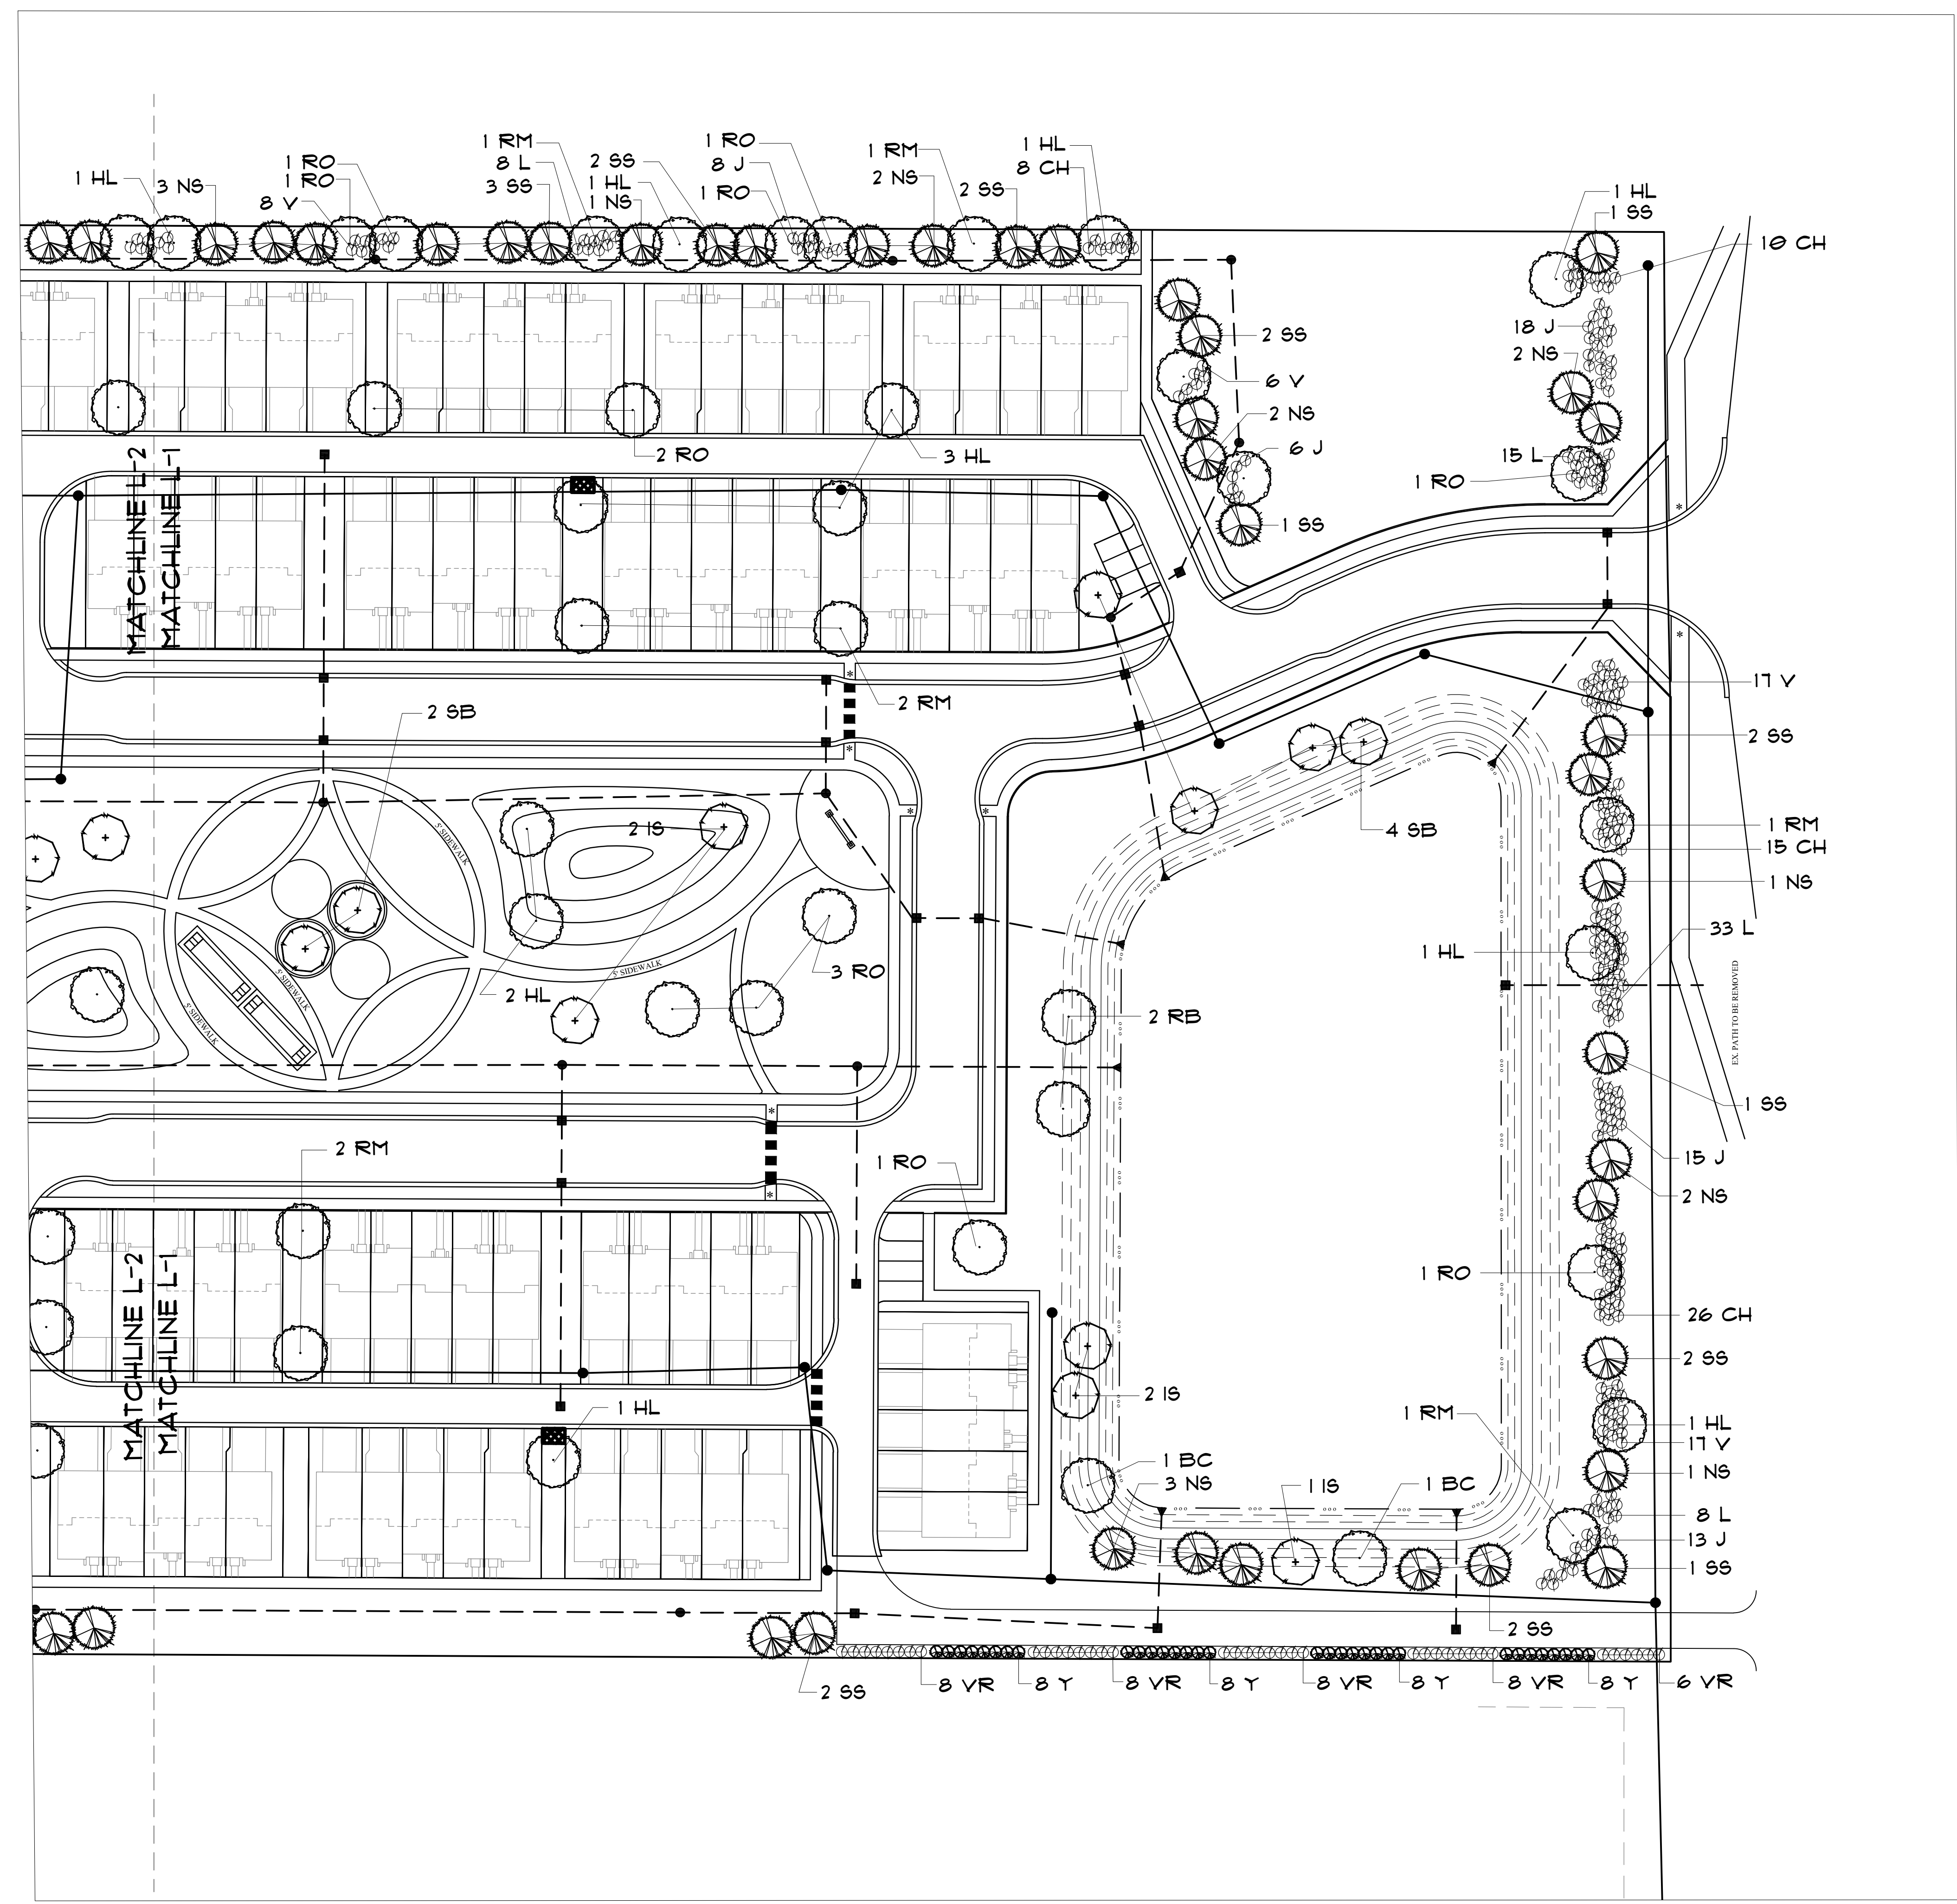 1 HL
3 NS
1 RO
1 RO
8 V
1 RM
8 L
3 SS
2 SS
1 HL
1 NS
1 RO
8 J
1 RO
1 RM
2 NS
2 SS
1 HL
8 CH
1 HL
1 SS
10 CH
2 SS
6 V
2 NS
6 J
1 SS
18 J
2 NS
15 L
1 RO
2 RO
3 HL
MATCHLINE L-2
MATCHLINE L-1
*
*
2 RM
2 SB
*
*
17 V
2 SS
4 SB
1 RM
15 CH
1 NS
33 L
1 HL
EX. PATH TO BE REMOVED
5' SIDEWALK
2 IS
*
*
3 RO
5' SIDEWALK
5' SIDEWALK
5' SIDEWALK
2 HL
2 RB
1 SS
15 J
2 NS
*
*
2 RM
1 RO
1 RO
26 CH
2 SS
MATCHLINE L-2
MATCHLINE L-1
1 HL
2 IS
1 RM
1 HL
17 V
1 NS
1 BC
3 NS
1 IS
1 BC
8 L
13 J
1 SS
2 SS
2 SS
8 VR
8 Y
8 VR
8 Y
8 VR
8 Y
8 VR
8 Y
6 VR